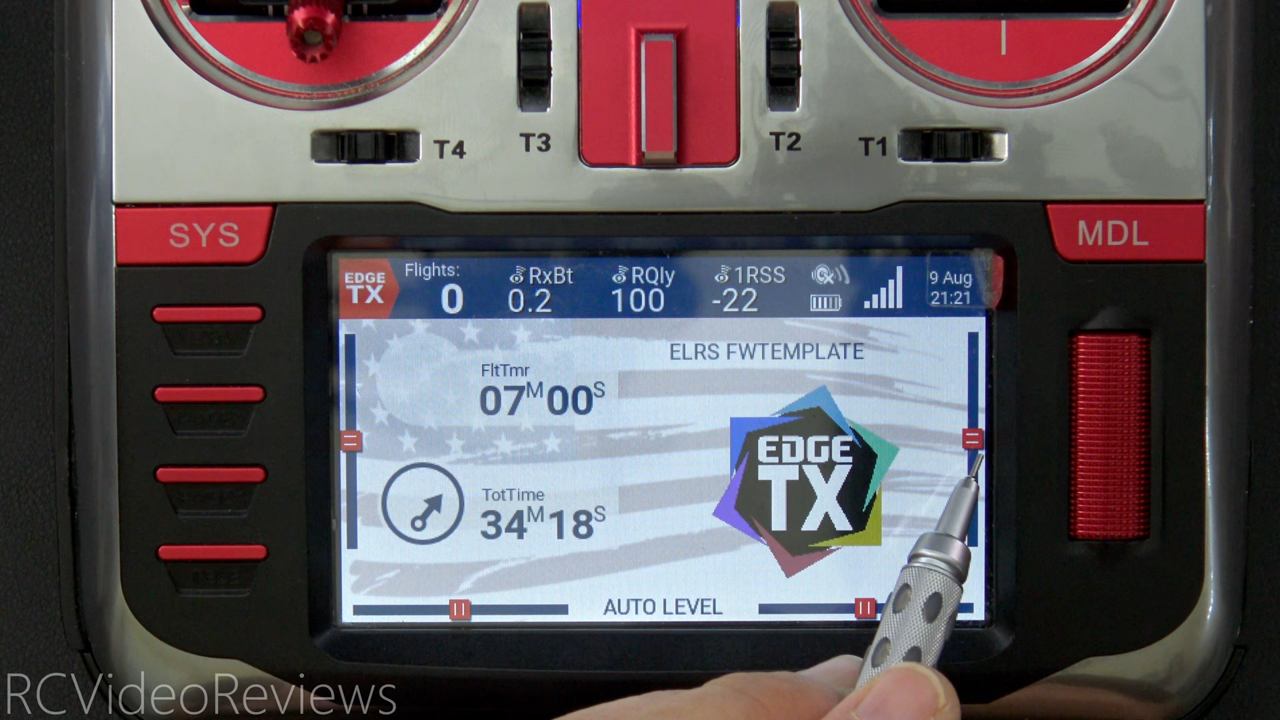 T4
T3
T2
T1
SYS
MDL
EDGE
TX
Flights:
0
RxBt
0.2
RQly
100
1RSS
-22
9 Aug
21:21
ELRS FWTEMPLATE
FltTmr
07M00S
TotTime
34M18S
EDGE
TX
AUTO LEVEL
RCVideoReviews